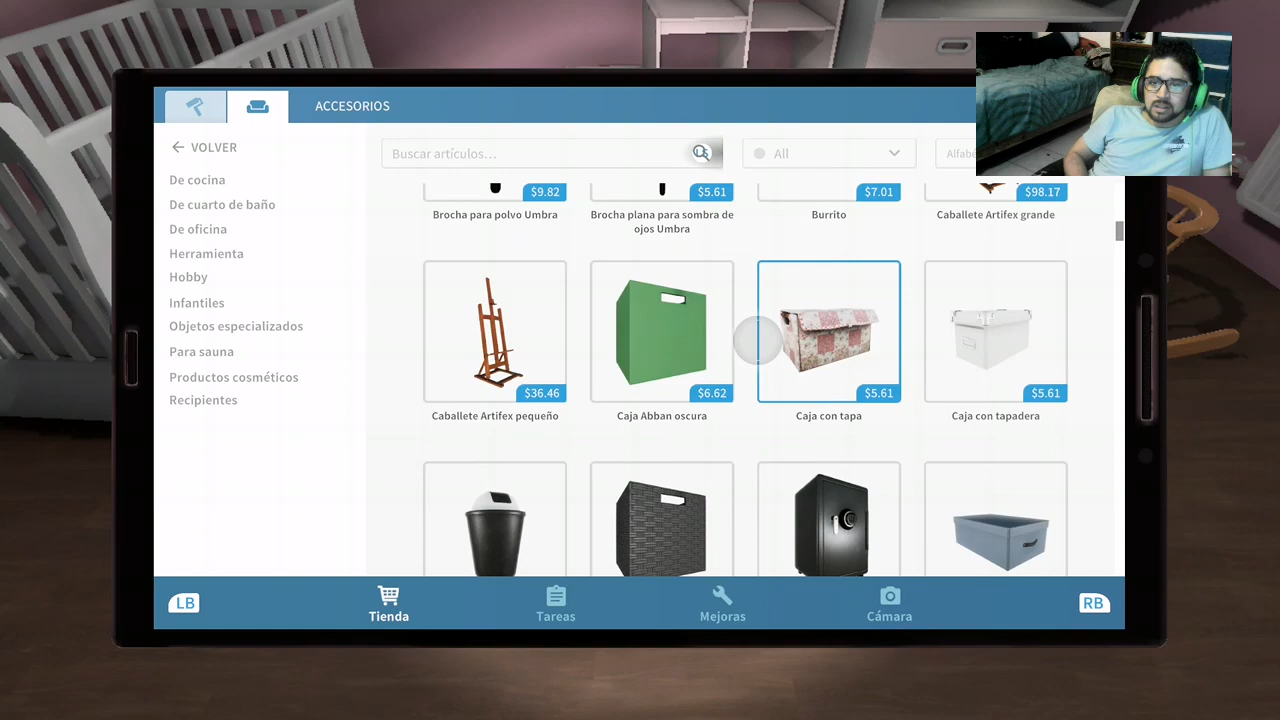 ACCESORIOS
VOLVER
Buscar artículos...
LS
All
Alfabé
De cocina
De cuarto de baño
De oficina
Herramienta
Hobby
Infantiles
Objetos especializados
Para sauna
Productos cosméticos
Recipientes
$9.82
$5.61
$7.01
$98.17
Brocha para polvo Umbra
Brocha plana para sombra de
ojos Umbra
Burrito
Caballete Artifex grande
$36.46
$6.62
$5.61
$5.61
Caballete Artifex pequeño
Caja Abban oscura
Caja con tapa
Caja con tapadera
LB
Tienda
Tareas
Mejoras
Cámara
RB